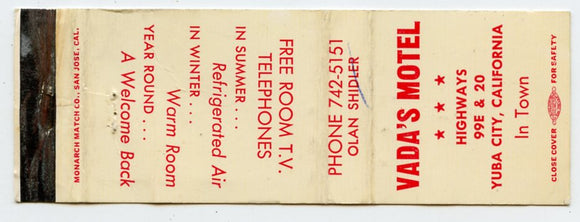 VADA'S MOTEL
★ ★ ★
HIGHWAYS
99E & 20
YUBA CITY, CALIFORNIA
In Town
CLOSE COVER FOR SAFETY
PHONE 742-5151
OLAN SHIDLER
FREE ROOM T.V.
TELEPHONES
IN SUMMER . . . .
Refrigerated Air
IN WINTER . . . .
Warm Room
YEAR ROUND . . . .
A Welcome Back
MONARCH MATCH CO., SAN JOSE, CAL.